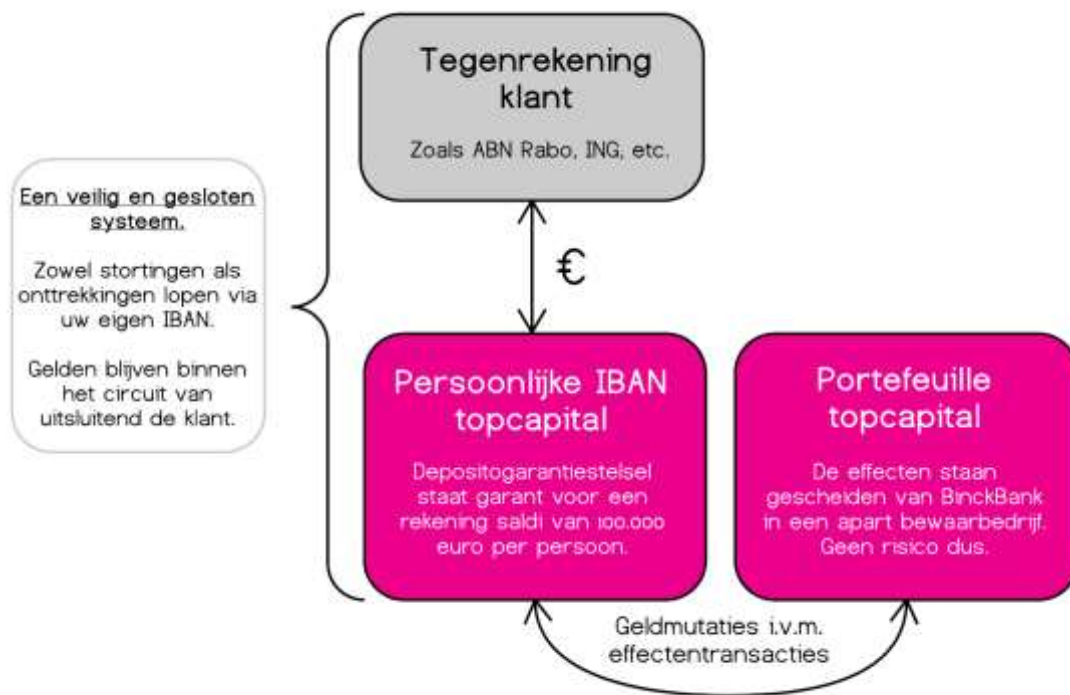 Tegenrekening
klant
Zoals ABN Rabo, ING, etc.
Een veilig en gesloten
systeem.
Zowel stortingen als
onttrekkingen lopen via
uw eigen IBAN.
Gelden blijven binnen
het circuit van
uitsluitend de klant.
€
Persoonlijke IBAN
topcapital
Depositogarantiestelsel
staat garant voor een
rekening saldi van 100.000
euro per persoon.
Portefeuille
topcapital
De effecten staan
gescheiden van BinckBank
in een apart bewaarbedrijf.
Geen risico dus.
Geldmutaties i.v.m.
effectentransacties